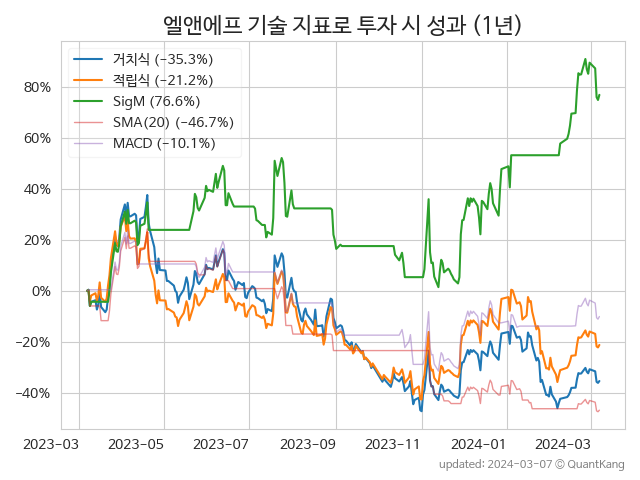 엘앤에프 기술 지표로 투자 시 성과 (1년)
거치식 (−35.3%)
적립식 (−21.2%)
SigM (76.6%)
SMA(20) (−46.7%)
MACD (−10.1%)
80%
60%
40%
20%
0%
−20%
−40%
2023−03 2023−05 2023−07 2023−09 2023−11 2024−01 2024−03
updated: 2024−03−07 © QuantKang